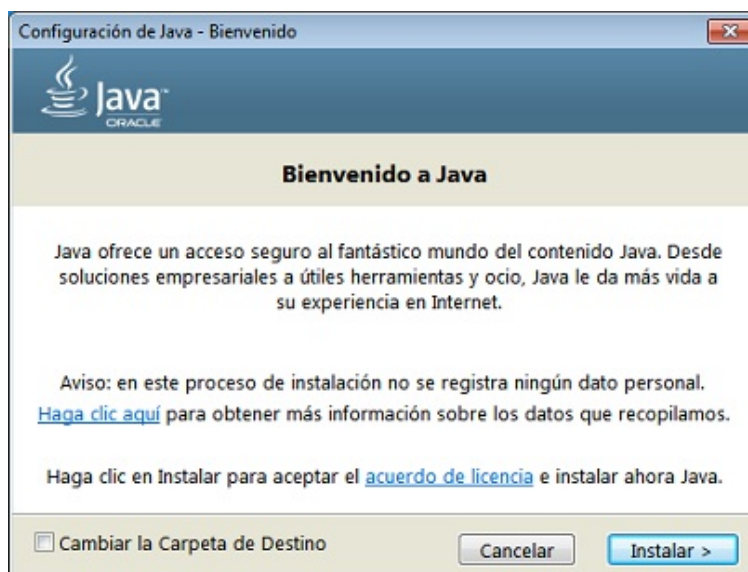 Configuración de Java - Bienvenido
Java™
ORACLE
Bienvenido a Java
Java ofrece un acceso seguro al fantástico mundo del contenido Java. Desde
soluciones empresariales a útiles herramientas y ocio, Java le da más vida a
su experiencia en Internet.
Aviso: en este proceso de instalación no se registra ningún dato personal.
Haga clic aquí para obtener más información sobre los datos que recopilamos.
Haga clic en Instalar para aceptar el acuerdo de licencia e instalar ahora Java.
Cambiar la Carpeta de Destino
Cancelar
Instalar >